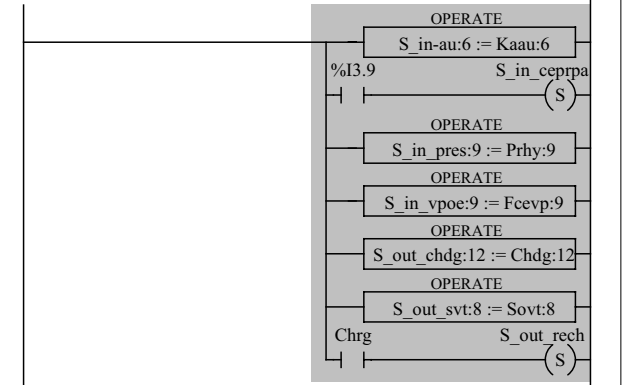 OPERATE
S_in-au:6 := Kaau:6
%I3.9 S_in_ceprpa
S
OPERATE
S_in_pres:9 := Prhy:9
OPERATE
S_in_vpoe:9 := Fcevp:9
OPERATE
S_out_chdg:12 := Chdg:12
OPERATE
S_out_svt:8 := Sovt:8
Chrg S_out_rech
S